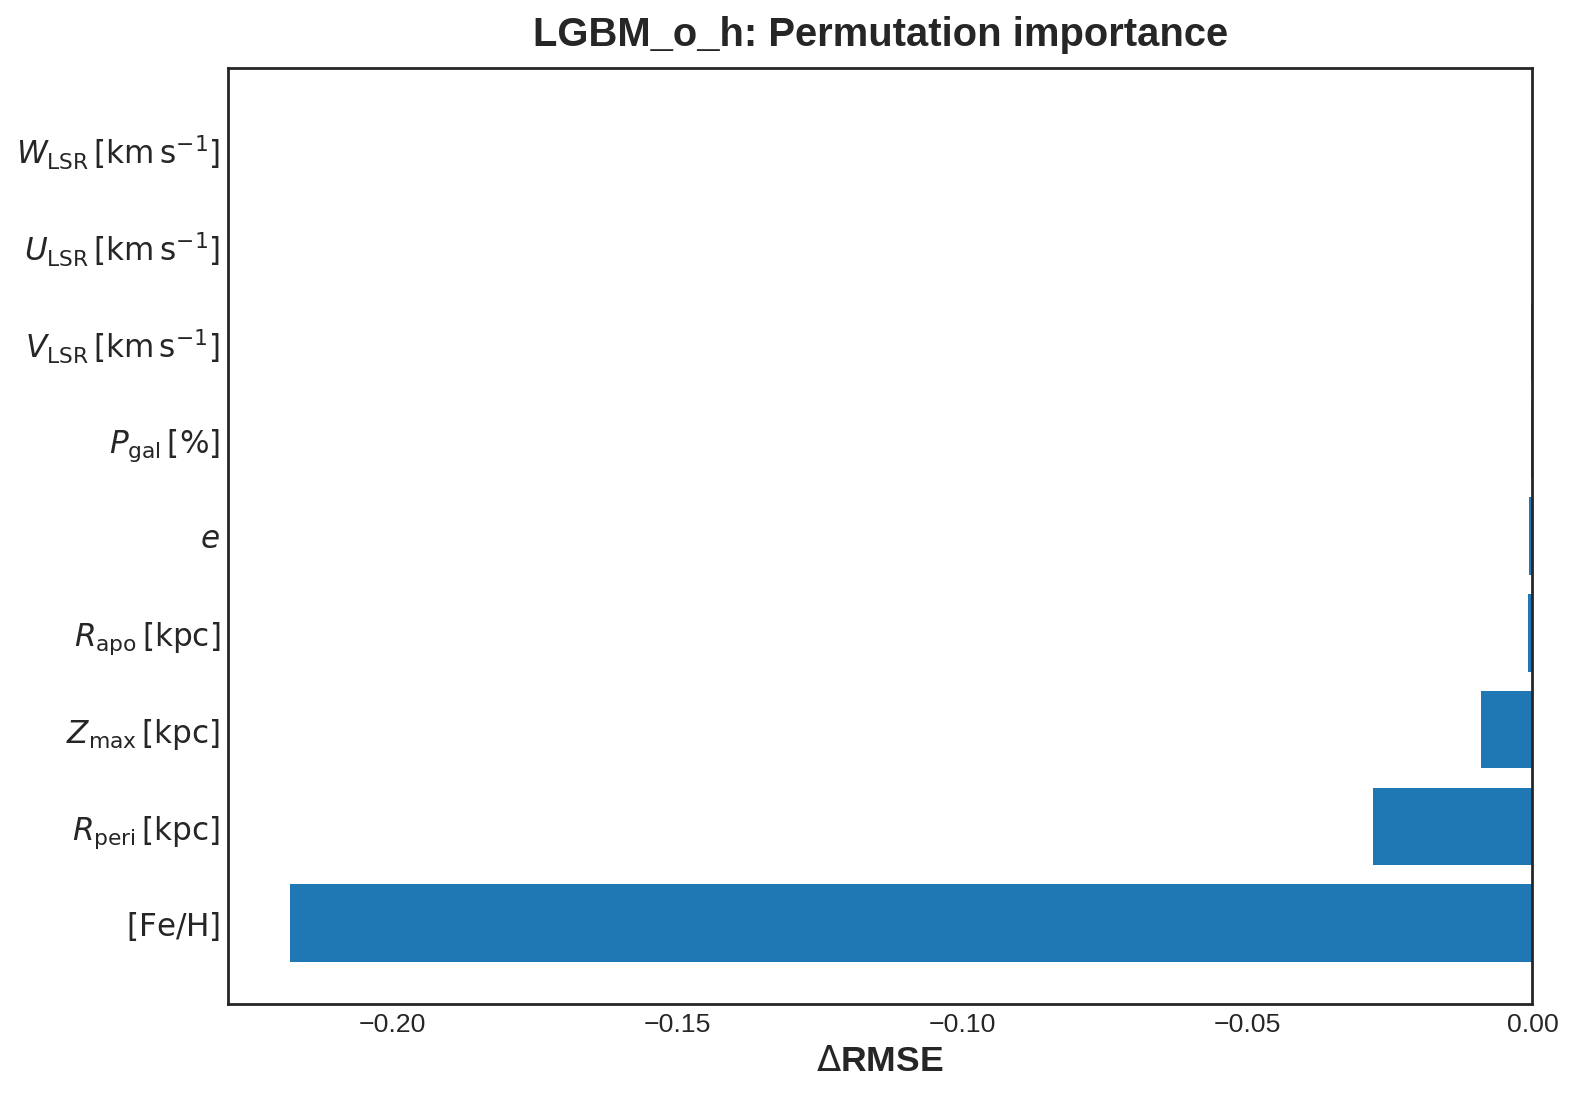 LGBM_o_h: Permutation importance
W_LSR [km s⁻¹]
U_LSR [km s⁻¹]
V_LSR [km s⁻¹]
P_gal [%]
e
R_apo [kpc]
Z_max [kpc]
R_peri [kpc]
[Fe/H]
−0.20 −0.15 −0.10 −0.05 0.00
ΔRMSE